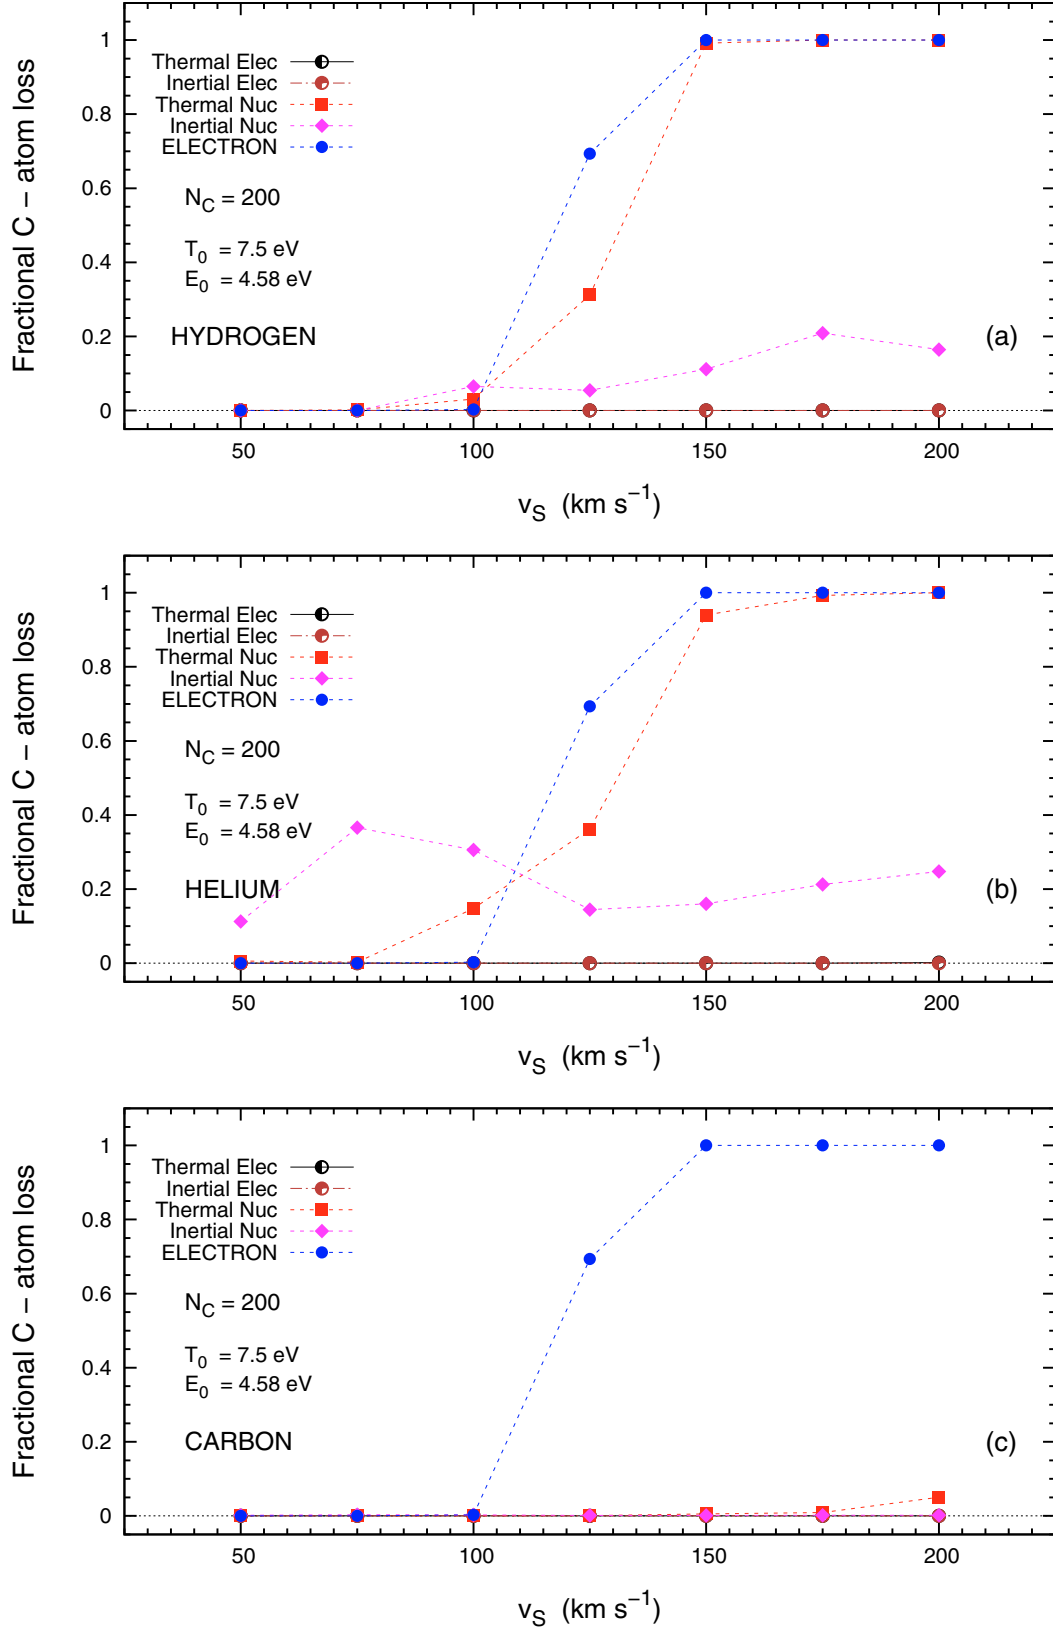 Fractional C – atom loss
1
0.8
0.6
0.4
0.2
0
Thermal Elec
Inertial Elec
Thermal Nuc
Inertial Nuc
ELECTRON
N_C = 200
T_0 = 7.5 eV
E_0 = 4.58 eV
HYDROGEN
(a)
50 100 150 200
v_S (km s^−1)
Fractional C – atom loss
1
0.8
0.6
0.4
0.2
0
Thermal Elec
Inertial Elec
Thermal Nuc
Inertial Nuc
ELECTRON
N_C = 200
T_0 = 7.5 eV
E_0 = 4.58 eV
HELIUM
(b)
50 100 150 200
v_S (km s^−1)
Fractional C – atom loss
1
0.8
0.6
0.4
0.2
0
Thermal Elec
Inertial Elec
Thermal Nuc
Inertial Nuc
ELECTRON
N_C = 200
T_0 = 7.5 eV
E_0 = 4.58 eV
CARBON
(c)
50 100 150 200
v_S (km s^−1)